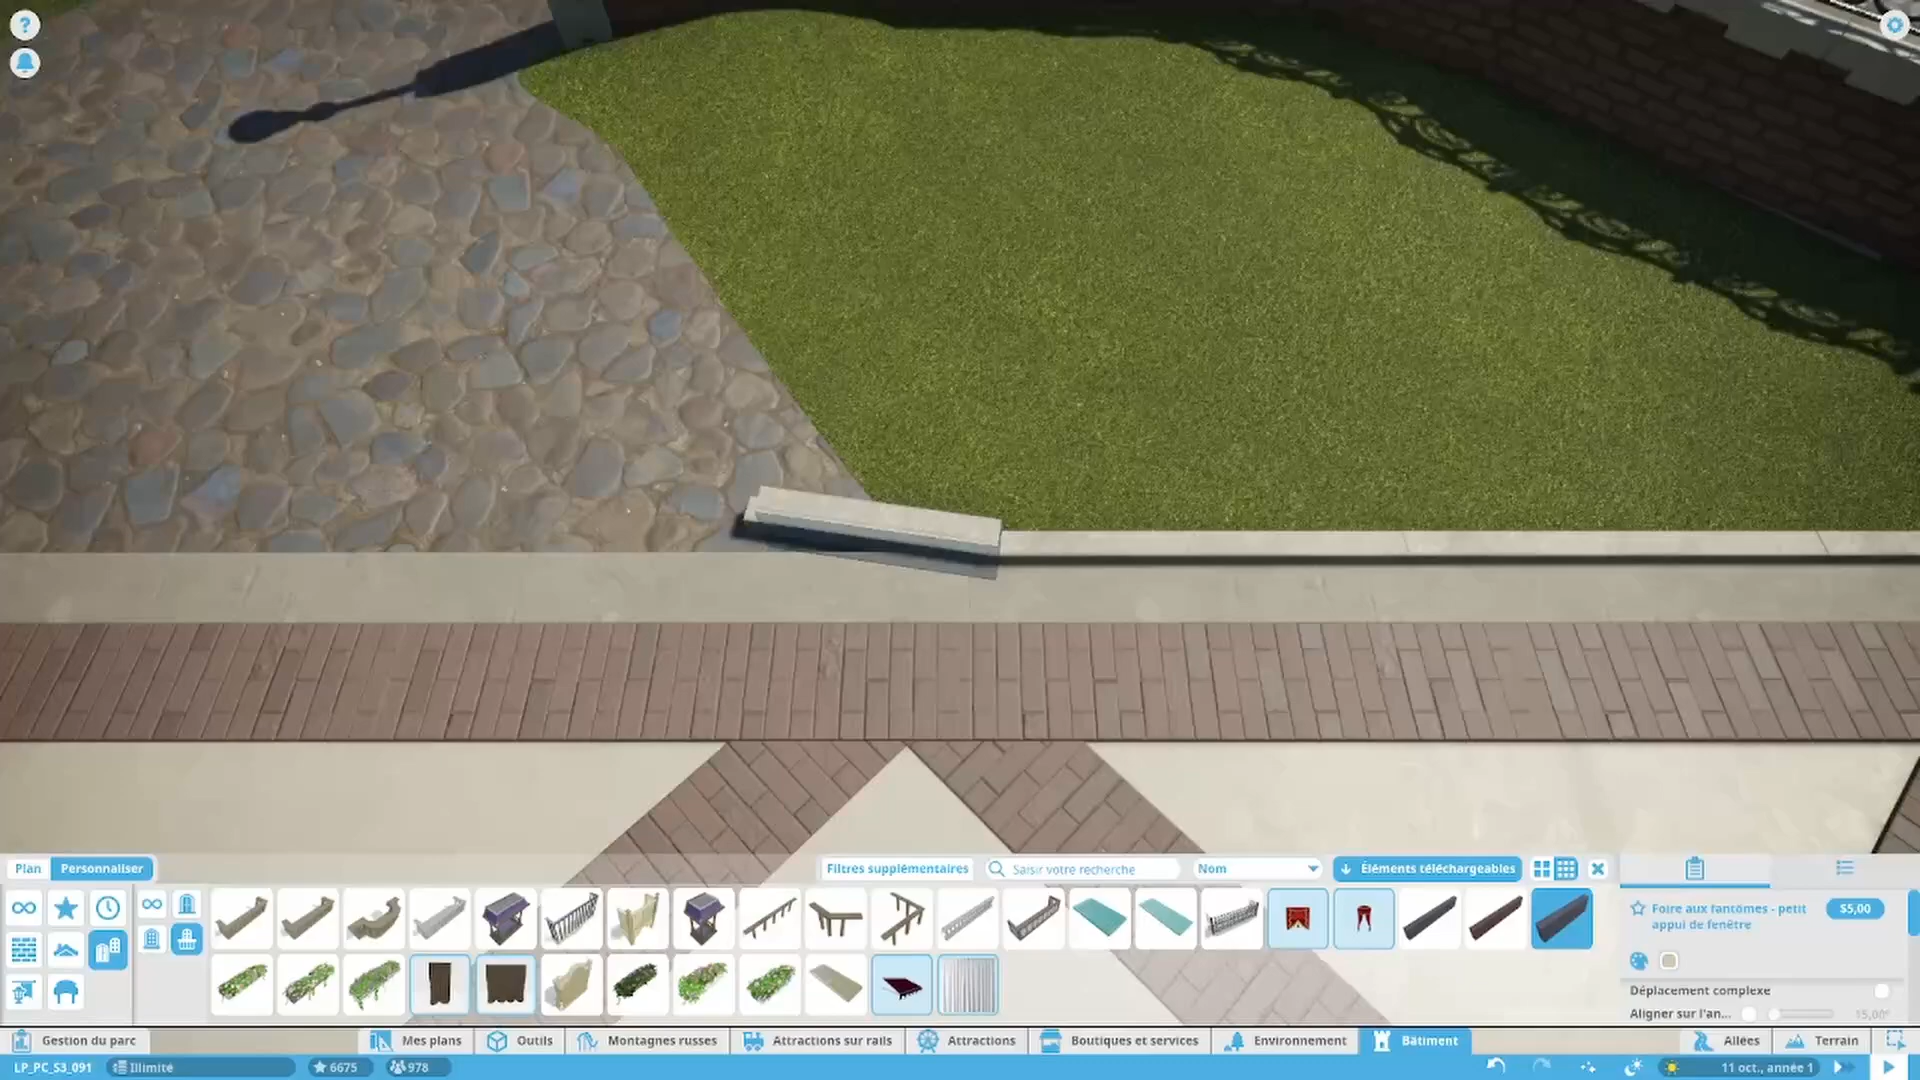 ?
Plan
Personnaliser
Filtres supplémentaires
Saisir votre recherche
Nom
Éléments téléchargeables
Foire aux fantômes - petit
appui de fenêtre
$5,00
Déplacement complexe
Aligner sur l'an...
15,00°
Gestion du parc
Mes plans
Outils
Montagnes russes
Attractions sur rails
Attractions
Boutiques et services
Environnement
Bâtiment
Allées
Terrain
LP_PC_S3_091
Illimité
6675
978
11 oct., année 1